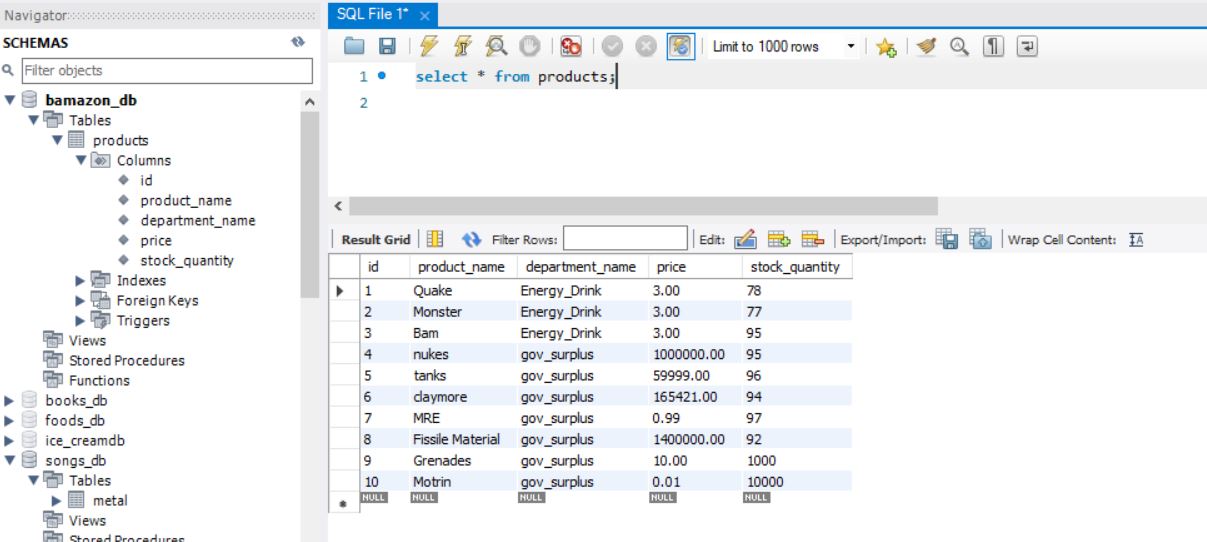 Navigator
SCHEMAS
Filter objects
bamazon_db
Tables
products
Columns
id
product_name
department_name
price
stock_quantity
Indexes
Foreign Keys
Triggers
Views
Stored Procedures
Functions
books_db
foods_db
ice_creamdb
songs_db
Tables
metal
Views
Stored Procedures
SQL File 1*
Limit to 1000 rows
1 select * from products;
2
Result Grid Filter Rows: Edit: Export/Import: Wrap Cell Content:
id product_name department_name price stock_quantity
1 Quake Energy_Drink 3.00 78
2 Monster Energy_Drink 3.00 77
3 Bam Energy_Drink 3.00 95
4 nukes gov_surplus 1000000.00 95
5 tanks gov_surplus 59999.00 96
6 claymore gov_surplus 165421.00 94
7 MRE gov_surplus 0.99 97
8 Fissile Material gov_surplus 1400000.00 92
9 Grenades gov_surplus 10.00 1000
10 Motrin gov_surplus 0.01 10000
NULL NULL NULL NULL NULL